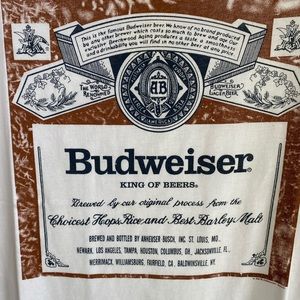 This is the famous Budweiser beer. We know of no brand produced
by any other brewer which costs so much to brew and age. Our
exclusive Beechwood Ageing produces a taste, a smoothness
and a drinkability you will find in no other beer at any price.
THE WORLD
RENOWNED
BUDWEISER
LAGER BEER
AB
Budweiser®
KING OF BEERS®
Brewed by our original process from the
Choicest Hops, Rice and Best Barley Malt
BREWED AND BOTTLED BY ANHEUSER BUSCH, INC. ST. LOUIS, MO.,
NEWARK, LOS ANGELES, TAMPA, HOUSTON, COLUMBUS, OH., JACKSONVILLE, FL.,
MERRIMACK, WILLIAMSBURG, FAIRFIELD, CA., BALDWINSVILLE, NY.